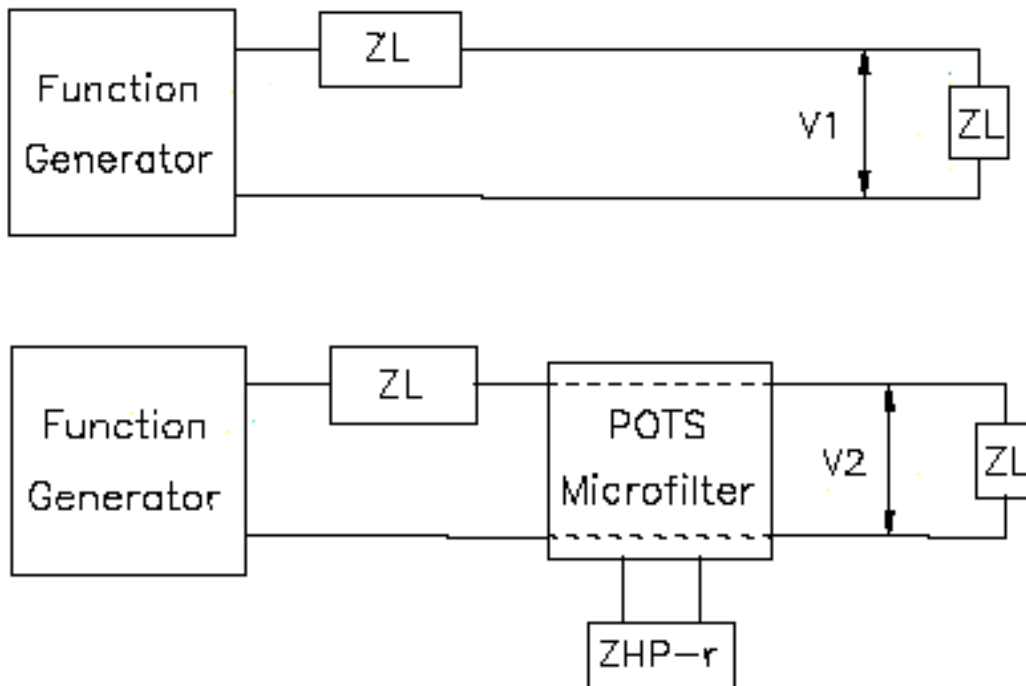 ZL
Function
Generator
V1
ZL
ZL
Function
Generator
POTS
Microfilter
V2
ZL
ZHP-r